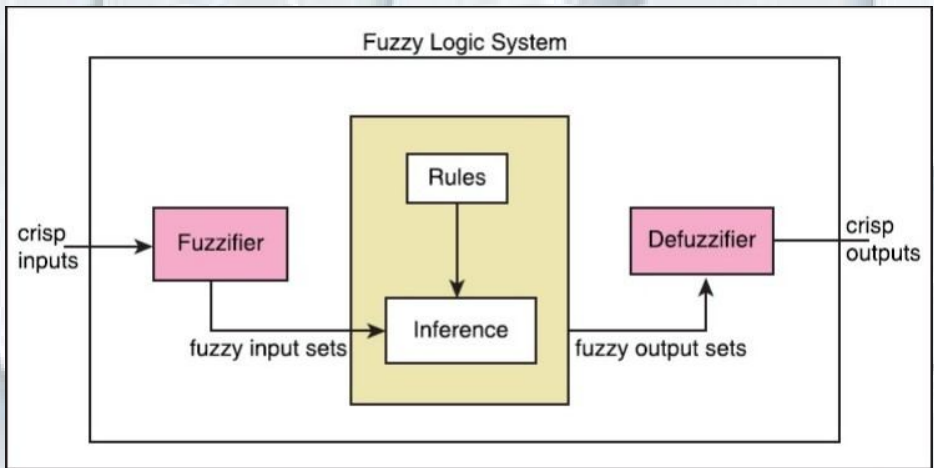 Fuzzy Logic System
crisp
inputs
Fuzzifier
fuzzy input sets
Rules
Inference
fuzzy output sets
Defuzzifier
crisp
outputs